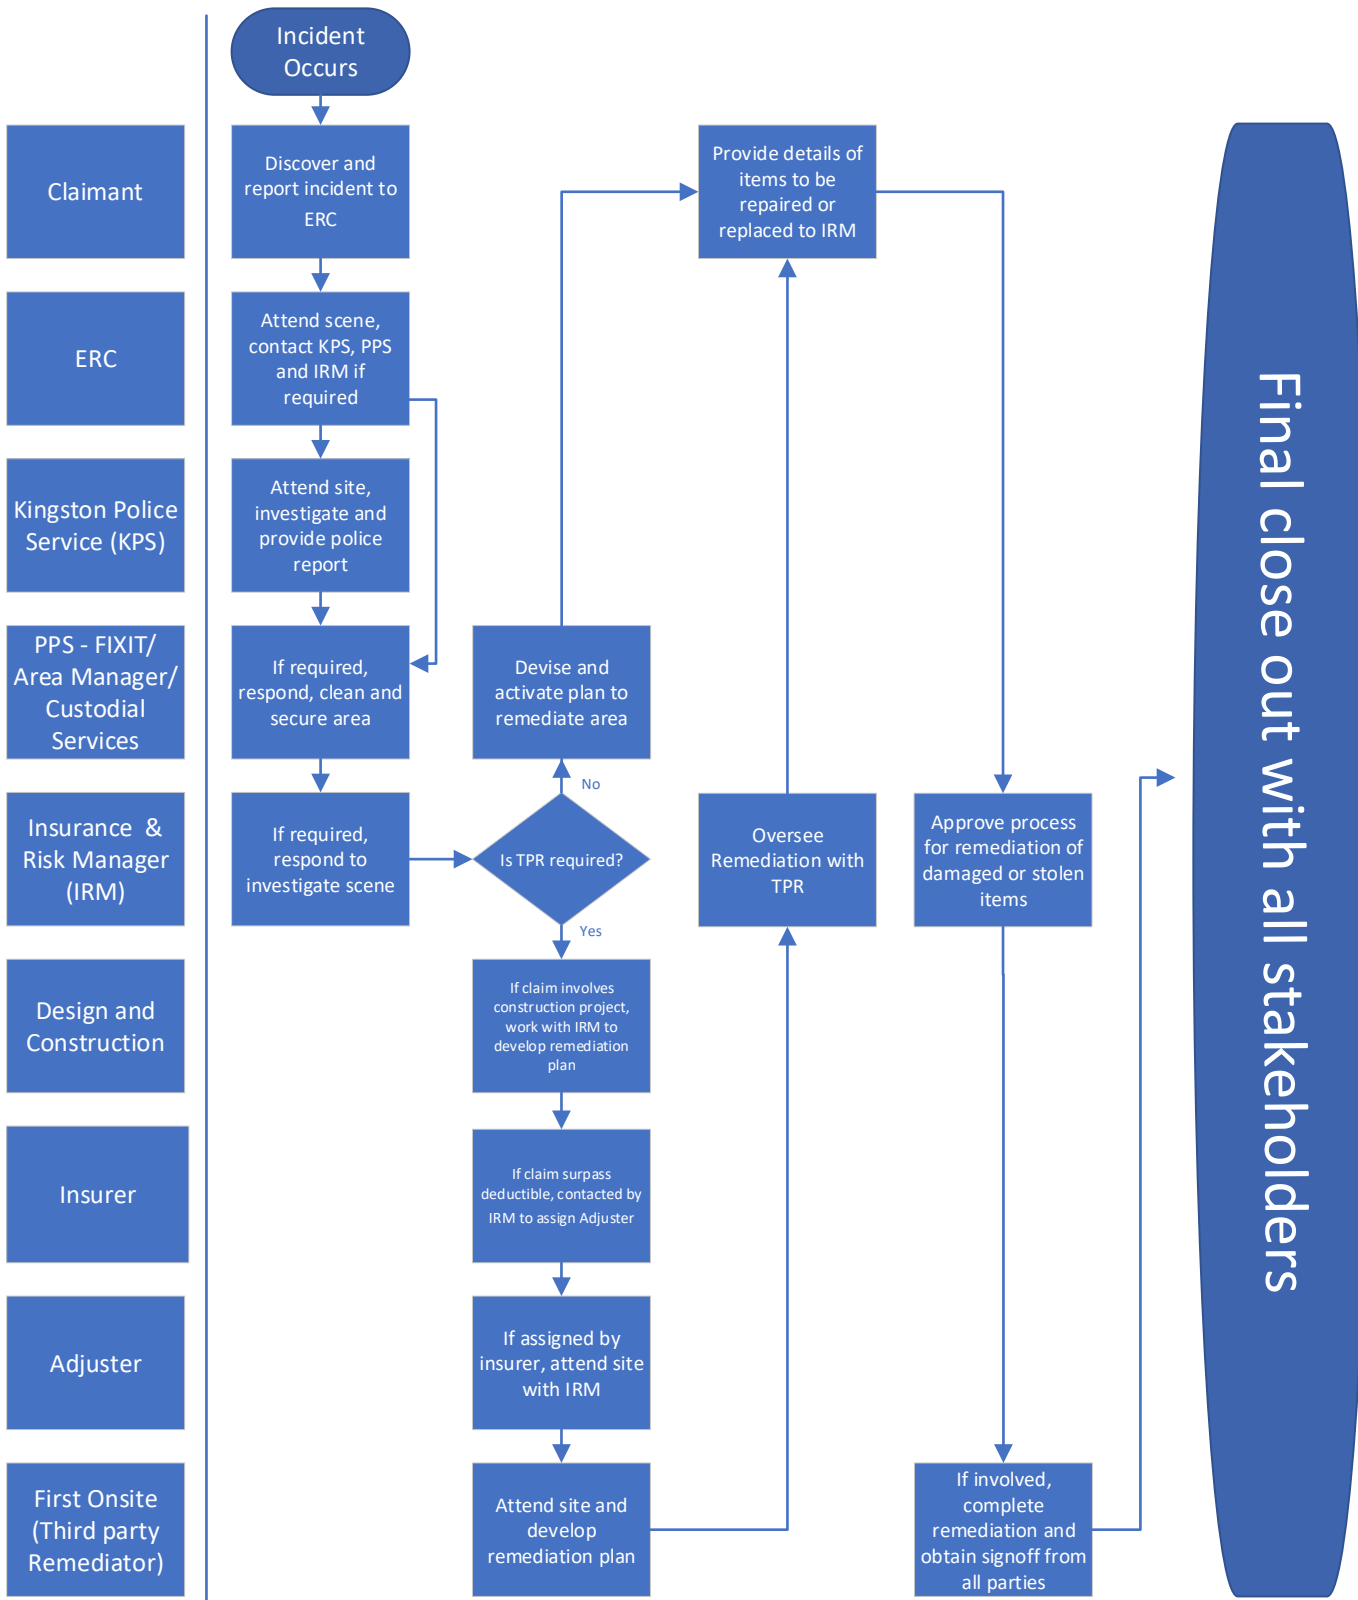 Incident
Occurs
Claimant
Discover and
report incident to
ERC
Provide details of
items to be
repaired or
replaced to IRM
ERC
Attend scene,
contact KPS, PPS
and IRM if
required
Kingston Police
Service (KPS)
Attend site,
investigate and
provide police
report
PPS - FIXIT/
Area Manager/
Custodial
Services
If required,
respond, clean and
secure area
Devise and
activate plan to
remediate area
No
Insurance & 
Risk Manager
(IRM)
If required,
respond to
investigate scene
Is TPR required?
Oversee
Remediation with
TPR
Approve process
for remediation of
damaged or stolen
items
Yes
Design and
Construction
If claim involves
construction project,
work with IRM to
develop remediation
plan
Insurer
If claim surpass
deductible, contacted by
IRM to assign Adjuster
Adjuster
If assigned by
insurer, attend site
with IRM
First Onsite
(Third party
Remediator)
Attend site and
develop
remediation plan
If involved,
complete
remediation and
obtain signoff from
all parties
Final close out with all stakeholders